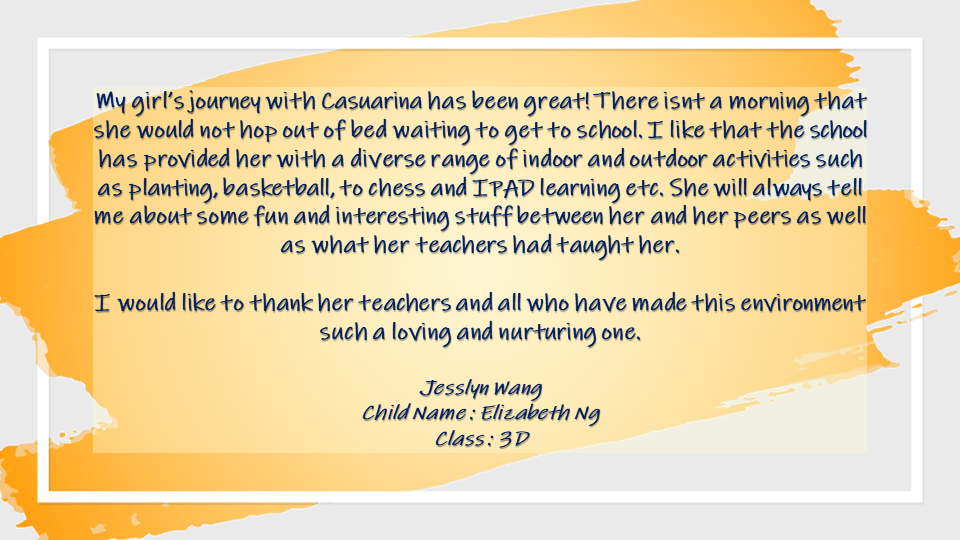 My girl's journey with Casuarina has been great! There isnt a morning that
she would not hop out of bed waiting to get to school. I like that the school
has provided her with a diverse range of indoor and outdoor activities such
as planting, basketball, to chess and IPAD learning etc. She will always tell
me about some fun and interesting stuff between her and her peers as well
as what her teachers had taught her.
I would like to thank her teachers and all who have made this environment
such a loving and nurturing one.
Jesslyn Wang
Child Name : Elizabeth Ng
Class : 3D